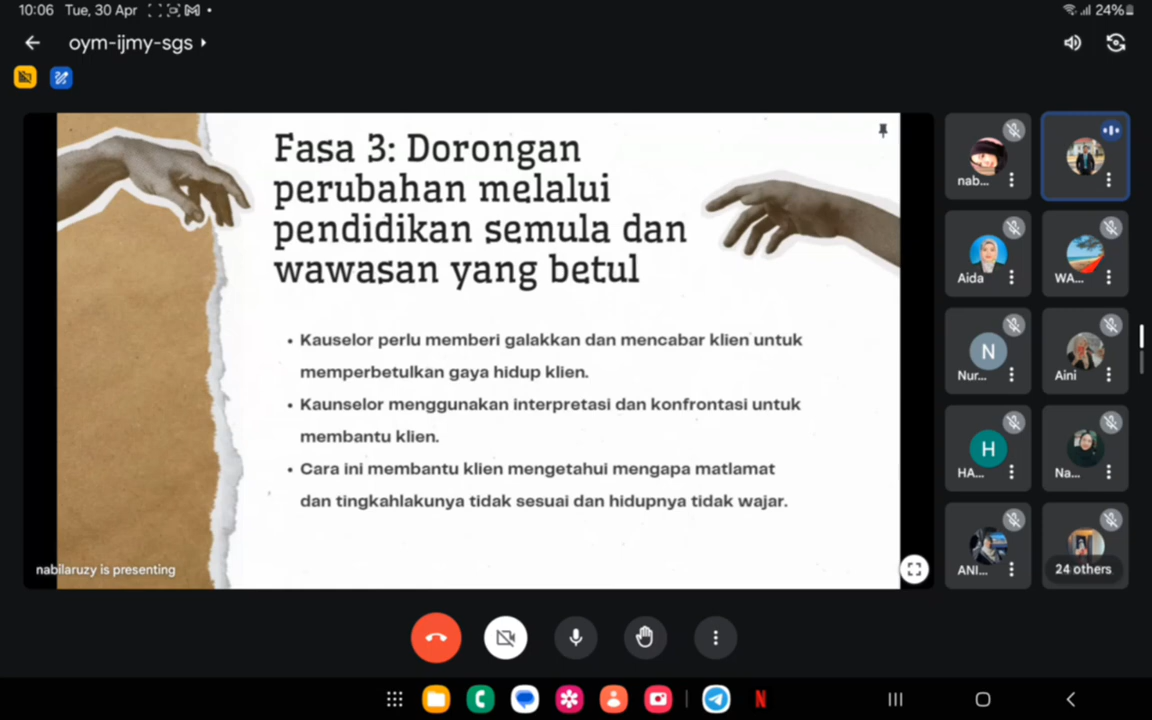 10:06 Tue, 30 Apr
24%
oym-ijmy-sgs
Fasa 3: Dorongan
perubahan melalui
pendidikan semula dan
wawasan yang betul
• Kauselor perlu memberi galakkan dan mencabar klien untuk
memperbetulkan gaya hidup klien.
• Kaunselor menggunakan interpretasi dan konfrontasi untuk
membantu klien.
• Cara ini membantu klien mengetahui mengapa matlamat
dan tingkahlakunya tidak sesuai dan hidupnya tidak wajar.
nabilaruzy is presenting
nab...
Aida
WA...
N
Nur...
Aini
H
HA...
Na...
ANI...
24 others
N